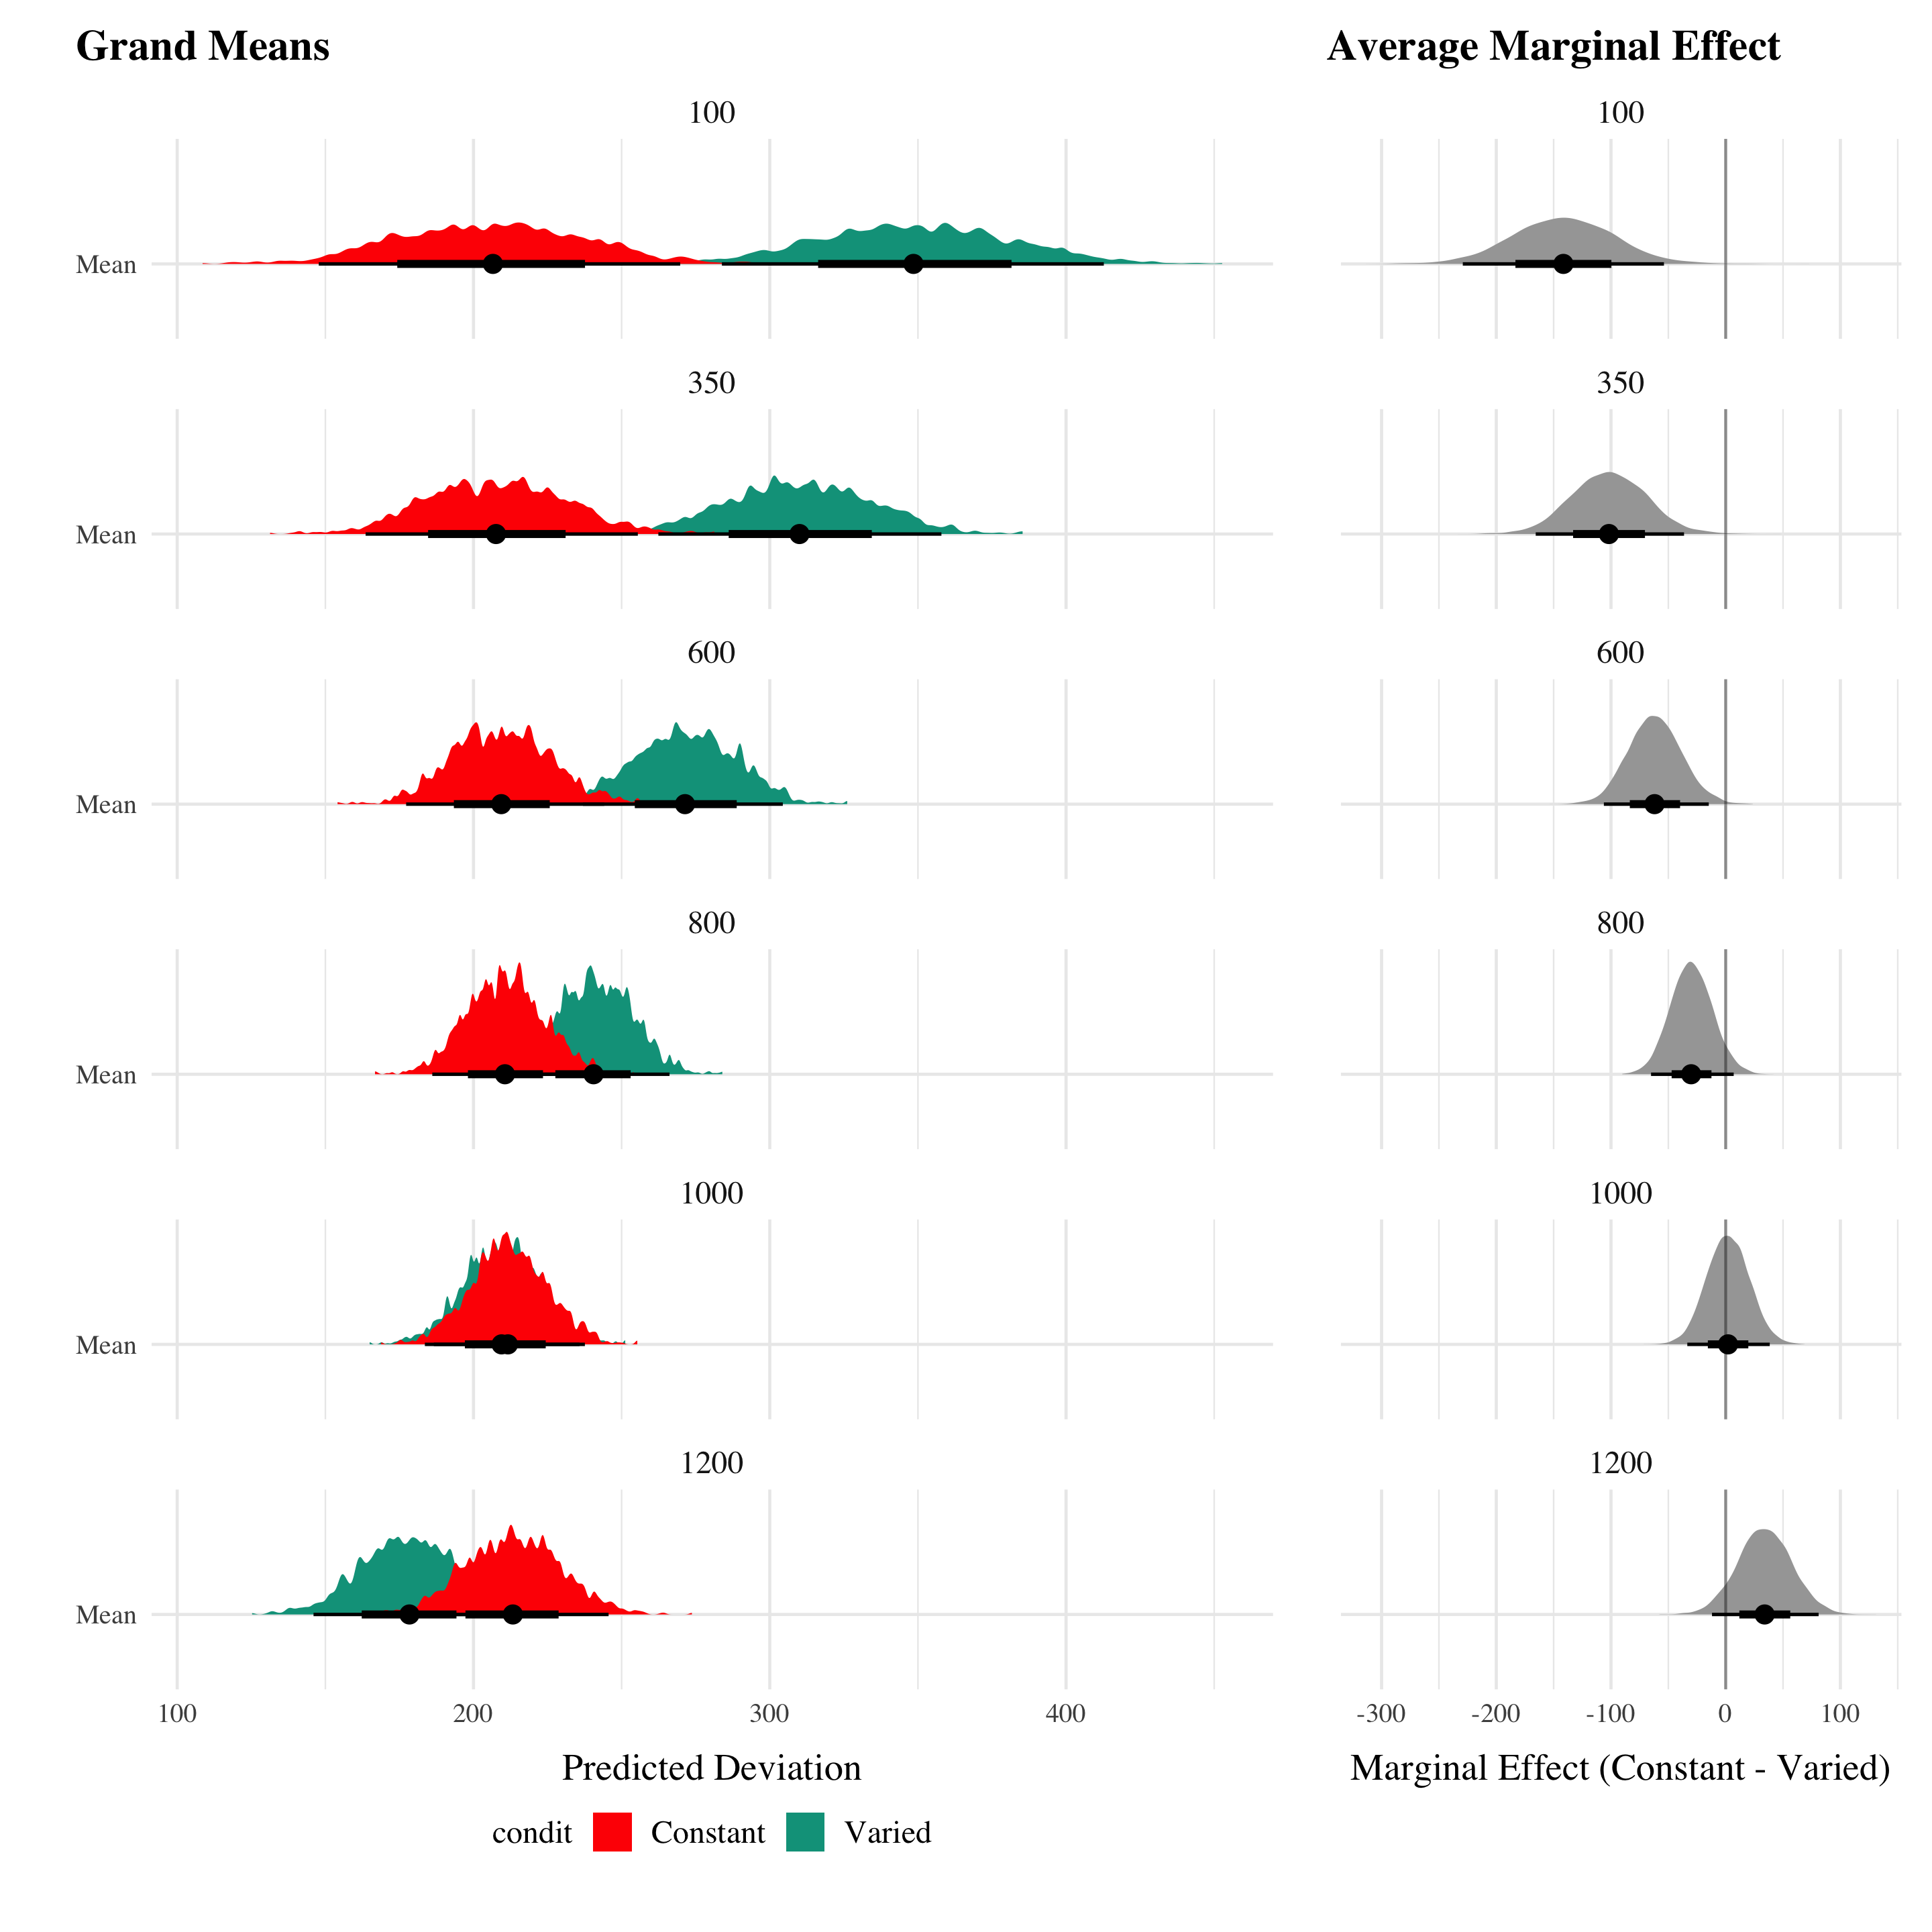 Grand Means
Average Marginal Effect
100
100
Mean
350
350
Mean
600
600
Mean
800
800
Mean
1000
1000
Mean
1200
1200
Mean
100 200 300 400
-300 -200 -100 0 100
Predicted Deviation
Marginal Effect (Constant - Varied)
condit Constant Varied